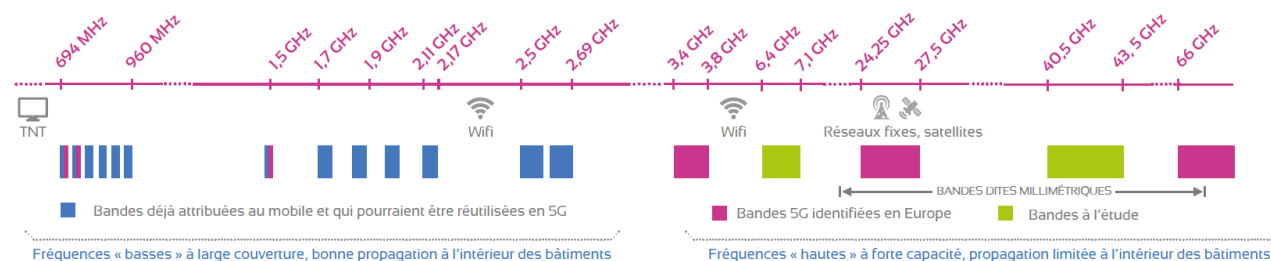 694 MHz
960 MHz
1,5 GHz
1,7 GHz
1,9 GHz
2,11 GHz
2,17 GHz
2,5 GHz
2,69 GHz
3,4 GHz
3,8 GHz
6,4 GHz
7,1 GHz
24,25 GHz
27,5 GHz
40,5 GHz
43,5 GHz
66 GHz
TNT
Wifi
Wifi
Réseaux fixes, satellites
BANDES DITES MILLIMÉTRIQUES
Bandes déjà attribuées au mobile et qui pourraient être réutilisées en 5G
Bandes 5G identifiées en Europe
Bandes à l'étude
Fréquences « basses » à large couverture, bonne propagation à l'intérieur des bâtiments
Fréquences « hautes » à forte capacité, propagation limitée à l'intérieur des bâtiments